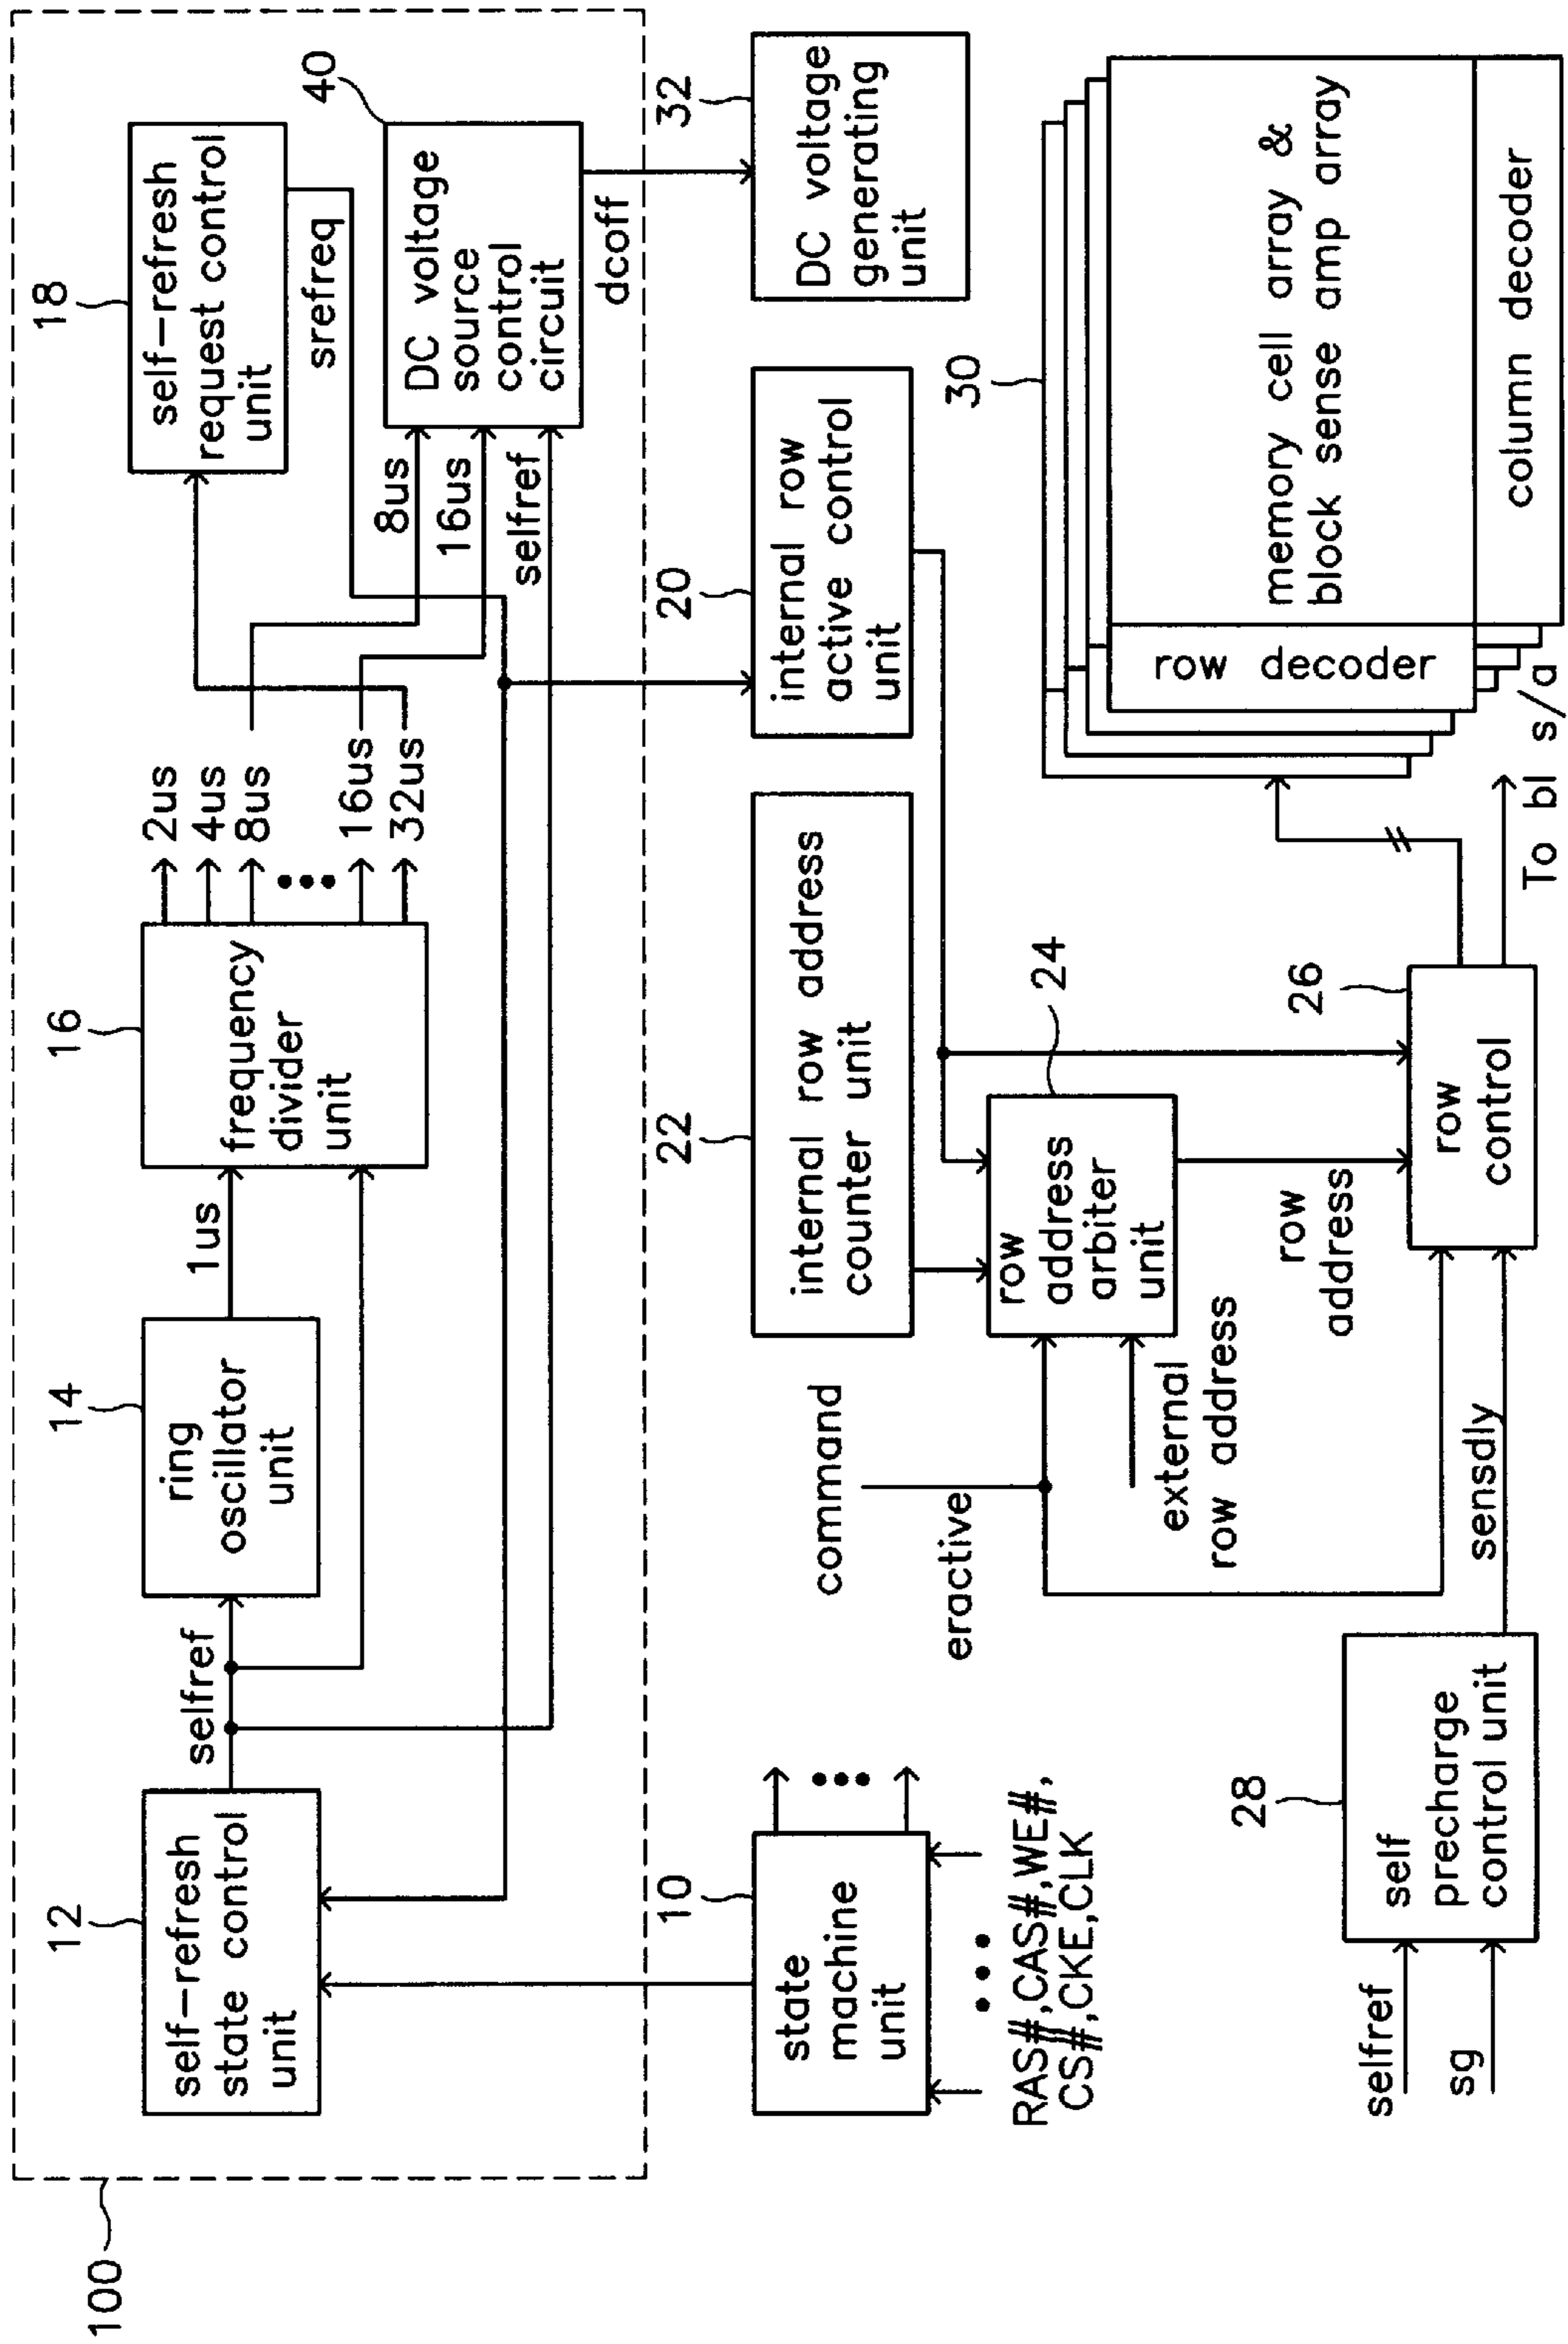 100
12
self-refresh
state control
unit
selfref
14
ring
oscillator
unit
1us
16
frequency
divider
unit
2us
4us
8us
16us
32us
18
self-refresh
request control
unit
srefreq
8us
16us
selfref
40
DC voltage
source
control
circuit
dcoff
10
state
machine
unit
RAS#,CAS#,WE#,
CS#,CKE,CLK
22
internal row address
counter unit
20
internal row
active control
unit
32
DC voltage
generating
unit
command
eractive
external
row address
24
row
address
arbiter
unit
row
address
28
self
precharge
control unit
selfref
sg
sensdly
26
row
control
To bl s/a
30
row decoder
memory cell array &
block sense amp array
column decoder